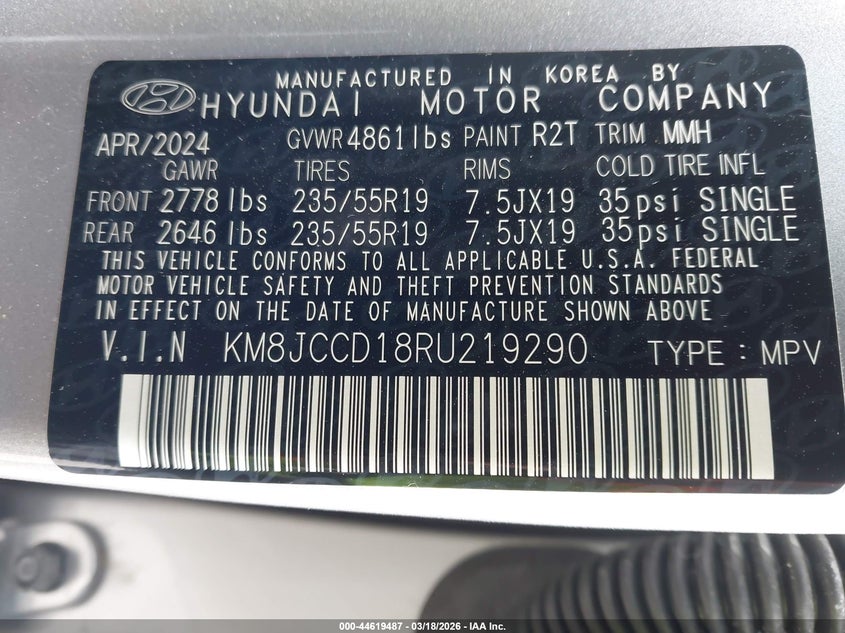 MANUFACTURED IN KOREA BY
HYUNDAI MOTOR COMPANY
APR/2024 GVWR 4861lbs PAINT R2T TRIM MMH
GAWR TIRES RIMS COLD TIRE INFL
FRONT 2778 lbs 235/55R19 7.5JX19 35psi SINGLE
REAR 2646 lbs 235/55R19 7.5JX19 35psi SINGLE
THIS VEHICLE CONFORMS TO ALL APPLICABLE U.S.A. FEDERAL
MOTOR VEHICLE SAFETY AND THEFT PREVENTION STANDARDS
IN EFFECT ON THE DATE OF MANUFACTURE SHOWN ABOVE
V.I.N KM8JCCD18RU219290 TYPE : MPV
000-44619487 - 03/18/2026 - IAA Inc.